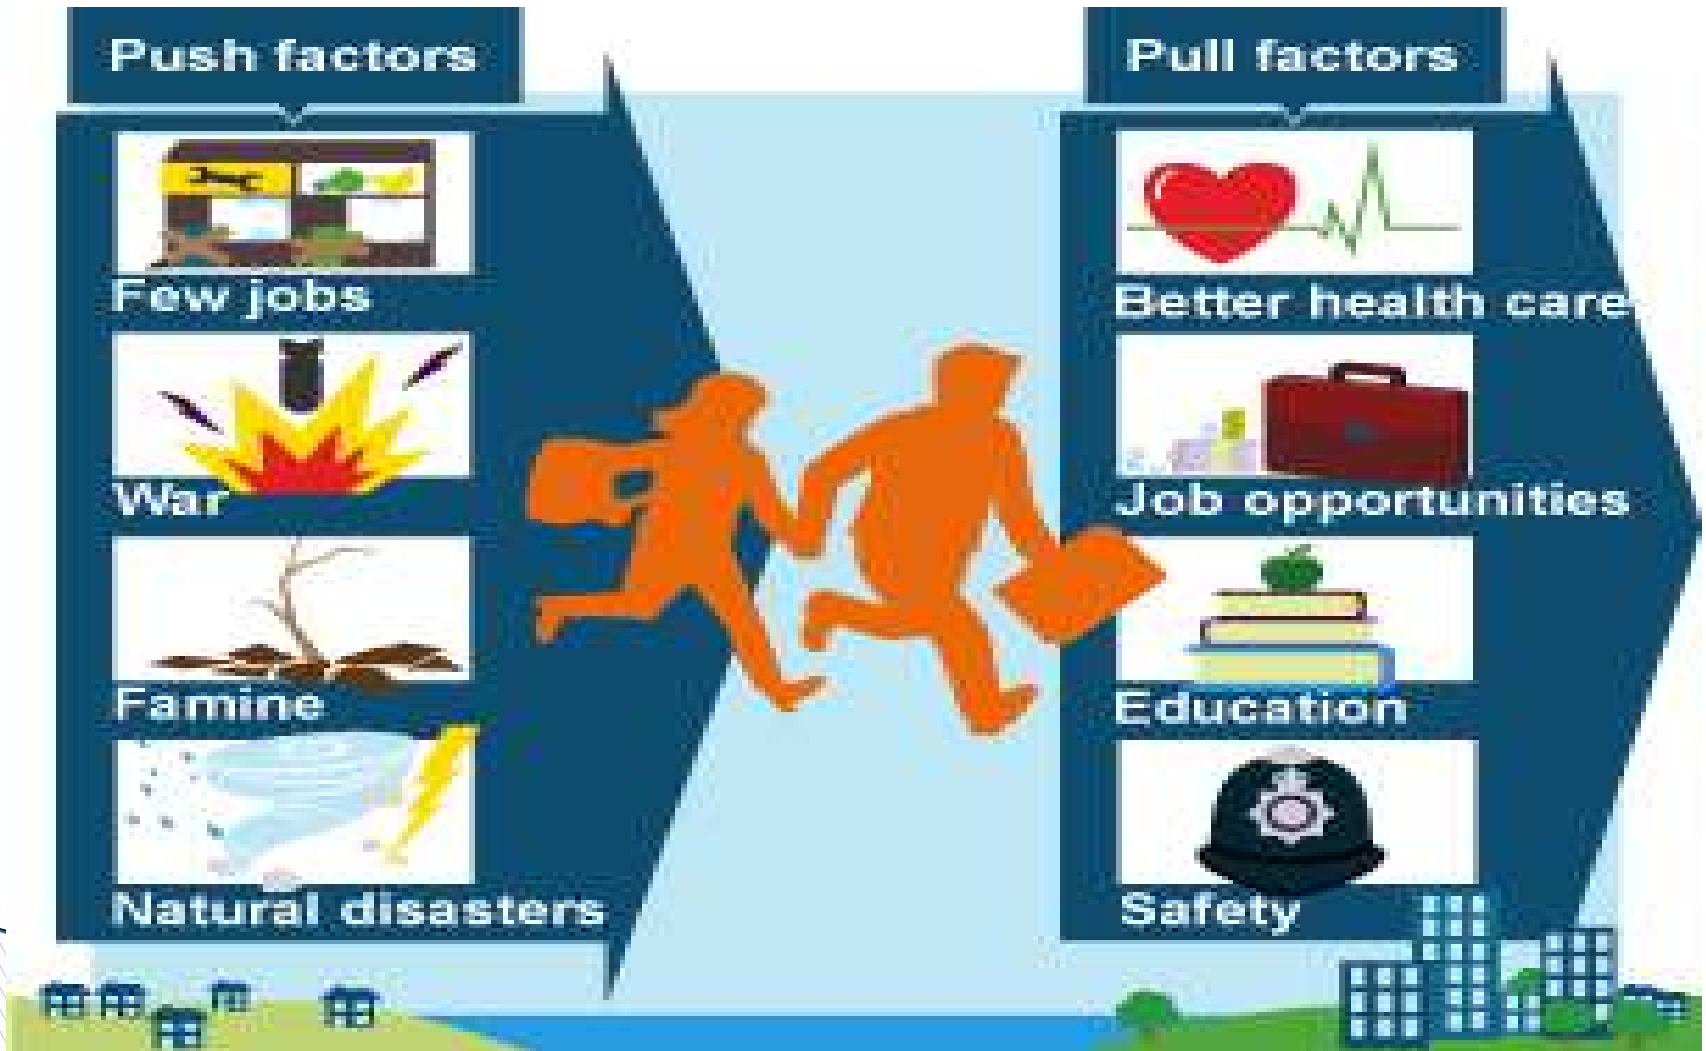 Push factors
Few jobs
War
Famine
Natural disasters
Pull factors
Better health care
Job opportunities
Education
Safety